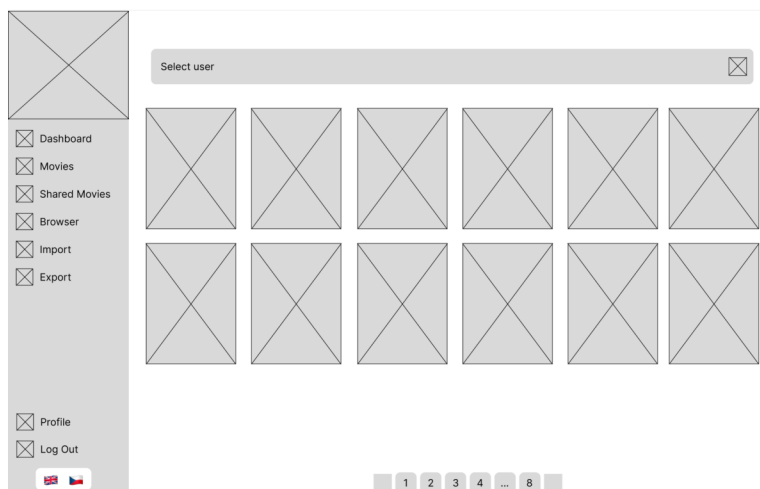 Select user
Dashboard
Movies
Shared Movies
Browser
Import
Export
Profile
Log Out
1 2 3 4 ... 8